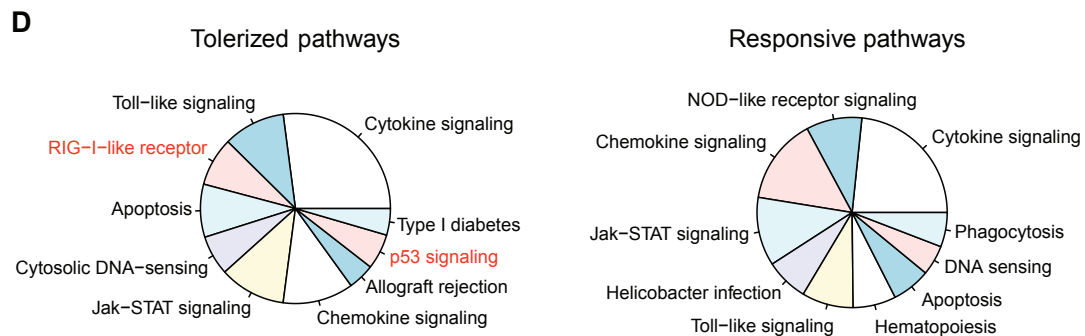 D
Tolerized pathways
Toll−like signaling
Cytokine signaling
RIG−I−like receptor
Apoptosis
Type I diabetes
p53 signaling
Cytosolic DNA−sensing
Allograft rejection
Jak−STAT signaling
Chemokine signaling
Responsive pathways
NOD−like receptor signaling
Chemokine signaling
Cytokine signaling
Jak−STAT signaling
Phagocytosis
DNA sensing
Helicobacter infection
Apoptosis
Toll−like signaling
Hematopoiesis